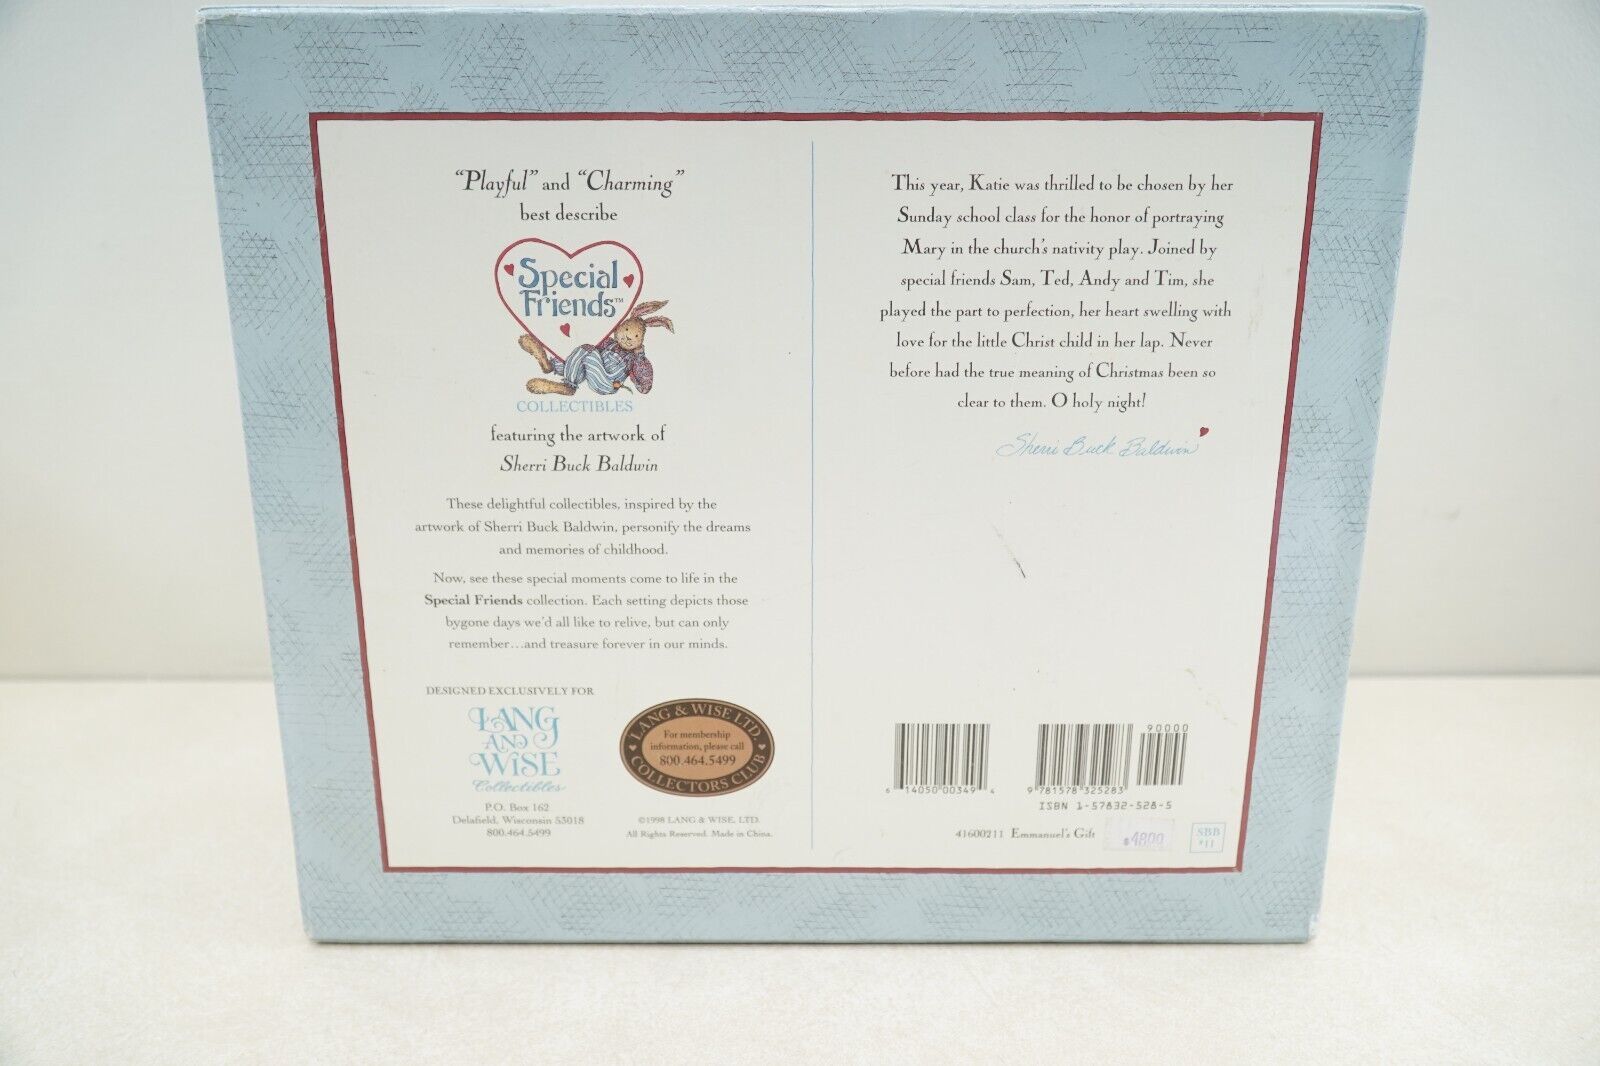 “Playful” and “Charming”
best describe
Special
Friends™
COLLECTIBLES
featuring the artwork of
Sherri Buck Baldwin
These delightful collectibles, inspired by the
artwork of Sherri Buck Baldwin, personify the dreams
and memories of childhood.
Now, see these special moments come to life in the
Special Friends collection. Each setting depicts those
bygone days we'd all like to relive, but can only
remember...and treasure forever in our minds.
DESIGNED EXCLUSIVELY FOR
LANG
AND
WISE
Collectibles
P.O. Box 162
Delafield, Wisconsin 53018
800.464.5499
LANG & WISE LTD.
For membership
information, please call
800.464.5499
COLLECTORS CLUB
©1998 LANG & WISE, LTD.
All Rights Reserved. Made in China.
This year, Katie was thrilled to be chosen by her
Sunday school class for the honor of portraying
Mary in the church's nativity play. Joined by
special friends Sam, Ted, Andy and Tim, she
played the part to perfection, her heart swelling with
love for the little Christ child in her lap. Never
before had the true meaning of Christmas been so
clear to them. O holy night!
Sherri Buck Baldwin
6 14050 00349 4
9 781578 325283
90000
ISBN 1-57832-528-5
41600211 Emmanuel's Gift
$4800
SBB
#11